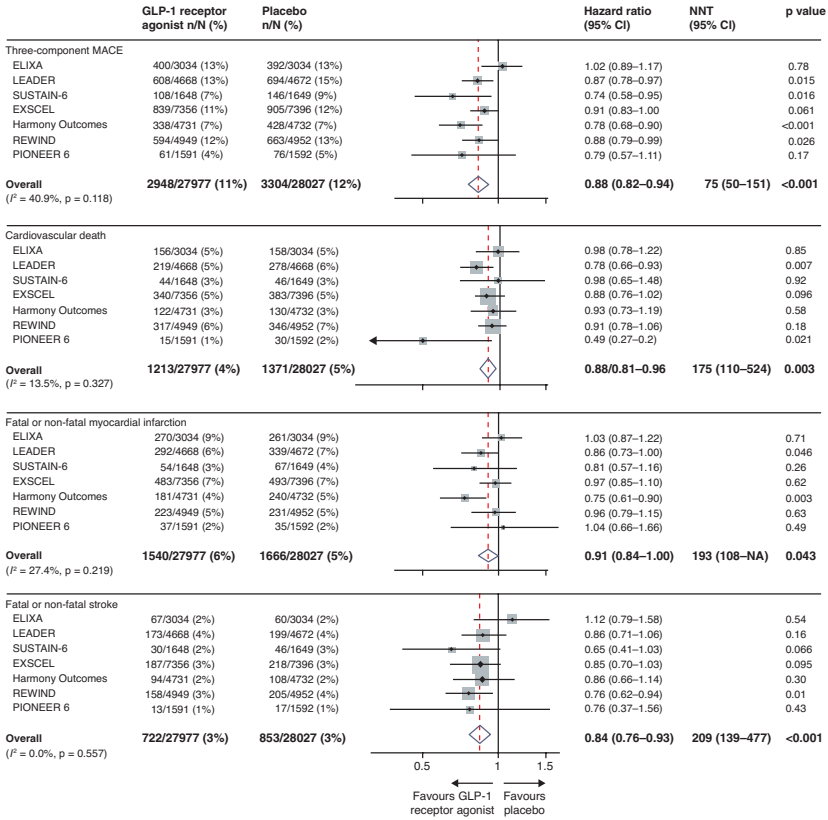 GLP-1 receptor agonist n/N (%) Placebo n/N (%) Hazard ratio (95% CI) NNT (95% CI) p value
Three-component MACE
ELIXA 400/3034 (13%) 392/3034 (13%) 1.02 (0.89–1.17) 0.78
LEADER 608/4668 (13%) 694/4672 (15%) 0.87 (0.78-0.97) 0.015
SUSTAIN-6 108/1648 (7%) 146/1649 (9%) 0.74 (0.58-0.95) 0.016
EXSCEL 839/7356 (11%) 905/7396 (12%) 0.91 (0.83-1.00 0.061
Harmony Outcomes 338/4731 (7%) 428/4732 (7%) 0.78 (0.68–0.90) <0.001
REWIND 594/4949 (12%) 663/4952 (13%) 0.88 (0.79–0.99) 0.026
PIONEER 6 61/1591 (4%) 76/1592 (5%) 0.79 (0.57-1.11) 0.17
Overall 2948/27977 (11%) 3304/28027 (12%) 0.88 (0.82–0.94) 75 (50–151) <0.001
(I² = 40.9%, p = 0.118)
Cardiovascular death
ELIXA 156/3034 (5%) 158/3034 (5%) 0.98 (0.78–1.22) 0.85
LEADER 219/4668 (5%) 278/4668 (6%) 0.78 (0.66–0.93) 0.007
SUSTAIN-6 44/1648 (3%) 46/1649 (3%) 0.98 (0.65-1.48) 0.92
EXSCEL 340/7356 (5%) 383/7396 (5%) 0.88 (0.76-1.02) 0.096
Harmony Outcomes 122/4731 (3%) 130/4732 (3%) 0.93 (0.73–1.19) 0.58
REWIND 317/4949 (6%) 346/4952 (7%) 0.91 (0.78-1.06) 0.18
PIONEER 6 15/1591 (1%) 30/1592 (2%) 0.49 (0.27–0.2) 0.021
Overall 1213/27977 (4%) 1371/28027 (5%) 0.88/0.81–0.96 175 (110–524) 0.003
(I² = 13.5%, p = 0.327)
Fatal or non-fatal myocardial infarction
ELIXA 270/3034 (9%) 261/3034 (9%) 1.03 (0.87–1.22) 0.71
LEADER 292/4668 (6%) 339/4672 (7%) 0.86 (0.73–1.00) 0.046
SUSTAIN-6 54/1648 (3%) 67/1649 (4%) 0.81 (0.57–1.16) 0.26
EXSCEL 483/7356 (7%) 493/7396 (7%) 0.97 (0.85–1.10) 0.62
Harmony Outcomes 181/4731 (4%) 240/4732 (5%) 0.75 (0.61–0.90) 0.003
REWIND 223/4949 (5%) 231/4952 (5%) 0.96 (0.79–1.15) 0.63
PIONEER 6 37/1591 (2%) 35/1592 (2%) 1.04 (0.66–1.66) 0.49
Overall 1540/27977 (6%) 1666/28027 (5%) 0.91 (0.84–1.00) 193 (108–NA) 0.043
(I² = 27.4%, p = 0.219)
Fatal or non-fatal stroke
ELIXA 67/3034 (2%) 60/3034 (2%) 1.12 (0.79–1.58) 0.54
LEADER 173/4668 (4%) 199/4672 (4%) 0.86 (0.71–1.06) 0.16
SUSTAIN-6 30/1648 (2%) 46/1649 (3%) 0.65 (0.41–1.03) 0.066
EXSCEL 187/7356 (3%) 218/7396 (3%) 0.85 (0.70–1.03) 0.095
Harmony Outcomes 94/4731 (2%) 108/4732 (2%) 0.86 (0.66–1.14) 0.30
REWIND 158/4949 (3%) 205/4952 (4%) 0.76 (0.62–0.94) 0.01
PIONEER 6 13/1591 (1%) 17/1592 (1%) 0.76 (0.37–1.56) 0.43
Overall 722/27977 (3%) 853/28027 (3%) 0.84 (0.76–0.93) 209 (139–477) <0.001
(I² = 0.0%, p = 0.557)
0.5 1 1.5
Favours GLP-1 Favours
receptor agonist placebo